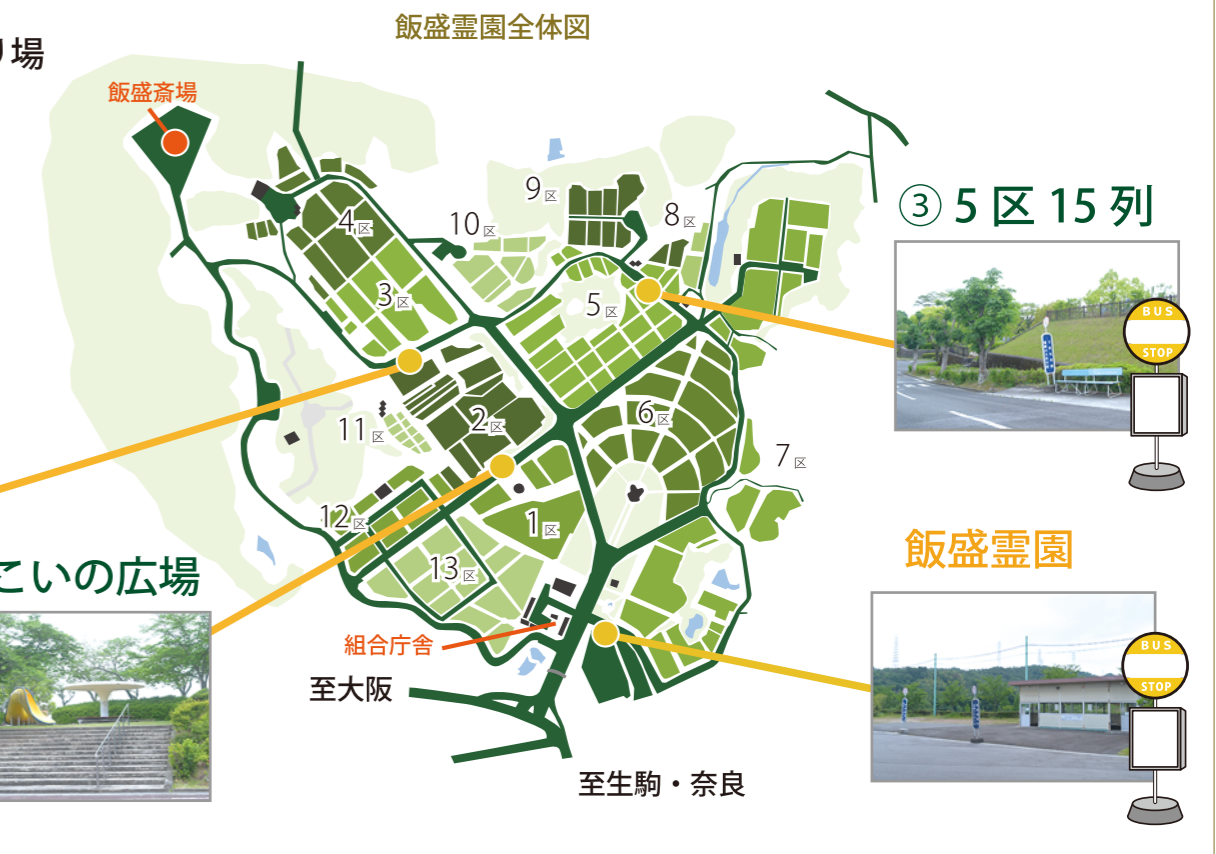 飯盛霊園全体図
り場
飯盛斎場
4区
3区
10区
9区
8区
5区
③ 5区15列
BUS
STOP
11区
2区
6区
7区
12区
1区
13区
こいの広場
飯盛霊園
BUS
STOP
組合庁舎
至大阪
至生駒・奈良